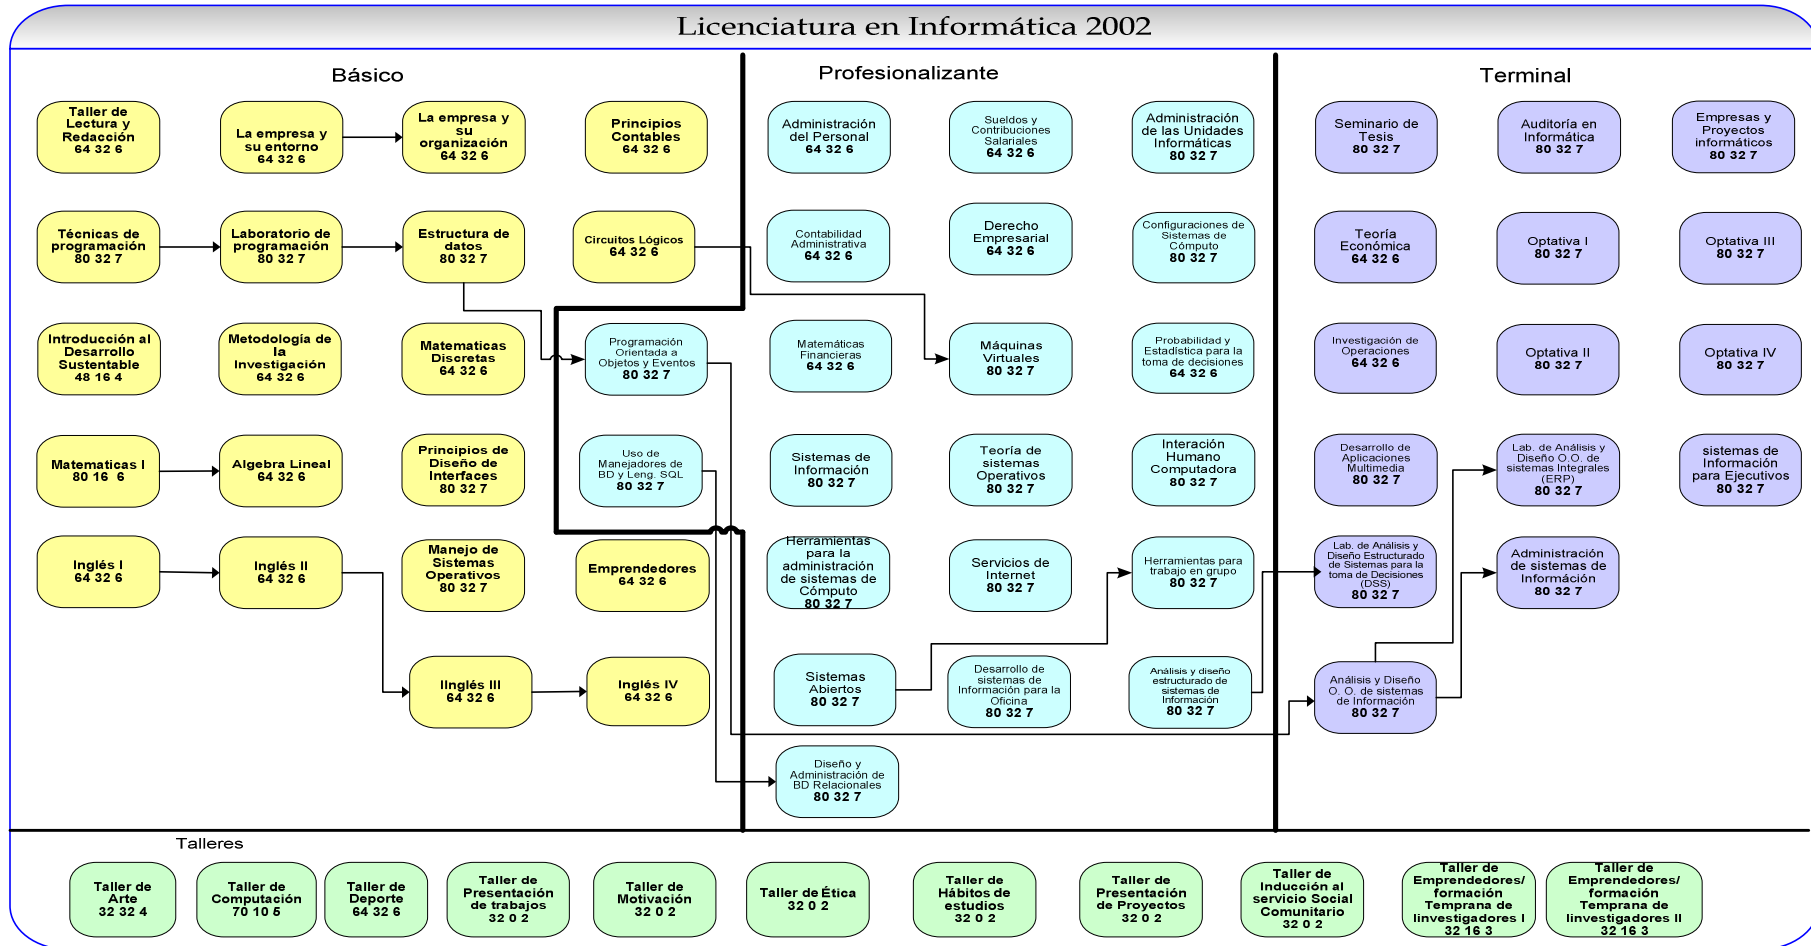 Licenciatura en Informática 2002
Básico
Profesionalizante
Terminal
Taller de
Lectura y
Redacción
64 32 6
La empresa y
su entorno
64 32 6
La empresa y
su
organización
64 32 6
Principios
Contables
64 32 6
Administración
del Personal
64 32 6
Sueldos y
Contribuciones
Salariales
64 32 6
Administración
de las Unidades
Informáticas
80 32 7
Seminario de
Tesis
80 32 7
Auditoría en
Informática
80 32 7
Empresas y
Proyectos
informáticos
80 32 7
Técnicas de
programación
80 32 7
Laboratorio de
programación
80 32 7
Estructura de
datos
80 32 7
Circuitos Lógicos
64 32 6
Contabilidad
Administrativa
64 32 6
Derecho
Empresarial
64 32 6
Configuraciones de
Sistemas de
Cómputo
80 32 7
Teoría
Económica
64 32 6
Optativa I
80 32 7
Optativa III
80 32 7
Introducción al
Desarrollo
Sustentable
48 16 4
Metodología de
la
Investigación
64 32 6
Matematicas
Discretas
64 32 6
Programación
Orientada a
Objetos y Eventos
80 32 7
Matemáticas
Financieras
64 32 6
Máquinas
Virtuales
80 32 7
Probabilidad y
Estadística para la
toma de decisiones
64 32 6
Investigación de
Operaciones
64 32 6
Optativa II
80 32 7
Optativa IV
80 32 7
Matematicas I
80 16 6
Algebra Lineal
64 32 6
Principios de
Diseño de
Interfaces
80 32 7
Uso de
Manejadores de
BD y Leng. SQL
80 32 7
Sistemas de
Información
80 32 7
Teoría de
sistemas
Operativos
80 32 7
Interación
Humano
Computadora
80 32 7
Desarrollo de
Aplicaciones
Multimedia
80 32 7
Lab. de Análisis y
Diseño O.O. de
sistemas Integrales
(ERP)
80 32 7
sistemas de
Información
para Ejecutivos
80 32 7
Inglés I
64 32 6
Inglés II
64 32 6
Manejo de
Sistemas
Operativos
80 32 7
Emprendedores
64 32 6
Herramientas
para la
administración
de sistemas de
Cómputo
80 32 7
Servicios de
Internet
80 32 7
Herramientas para
trabajo en grupo
80 32 7
Lab. de Análisis y
Diseño Estructurado
de Sistemas para la
toma de Decisiones
(DSS)
80 32 7
Administración
de sistemas de
Információn
80 32 7
IInglés III
64 32 6
Inglés IV
64 32 6
Sistemas
Abiertos
80 32 7
Desarrollo de
sistemas de
Información para la
Oficina
80 32 7
Análisis y diseño
estructurado de
sistemas de
Información
80 32 7
Análisis y Diseño
O. O. de sistemas
de Información
80 32 7
Diseño y
Administración de
BD Relacionales
80 32 7
Talleres
Taller de
Arte
32 32 4
Taller de
Computación
70 10 5
Taller de
Deporte
64 32 6
Taller de
Presentación
de trabajos
32 0 2
Taller de
Motivación
32 0 2
Taller de Ética
32 0 2
Taller de
Hábitos de
estudios
32 0 2
Taller de
Presentación
de Proyectos
32 0 2
Taller de
Inducción al
servicio Social
Comunitario
32 0 2
Taller de
Emprendedores/
formación
Temprana de
Iinvestigadores I
32 16 3
Taller de
Emprendedores/
formación
Temprana de
Iinvestigadores II
32 16 3